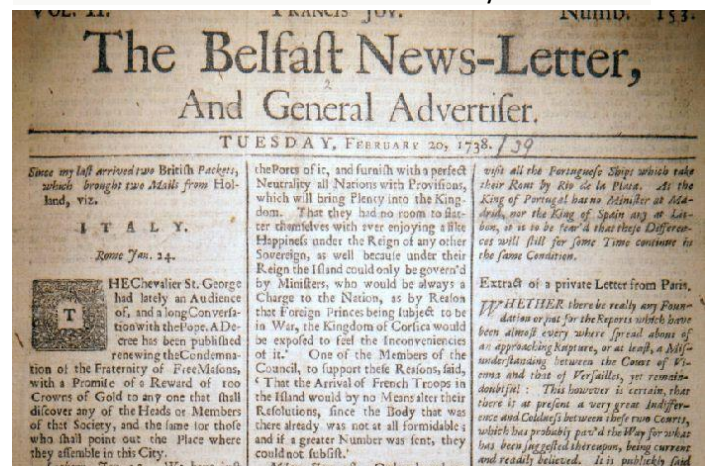 VOL. II.
FRANCIS JOY.
Numb. 153.
The Belfaſt News-Letter,
And General Advertiſer.
TUESDAY, FEBRUARY 20, 1738./39
Since my laſt arrived two Britiſh Packets,
which brought two Mails from Hol-
land, viz.
ITALY.
Rome Jan. 24.
THE Chevalier St. George
had lately an Audience
of, and a long Converſa-
tion with the Pope. A De-
cree has been publiſhed
renewing the Condemna-
tion of the Fraternity of Free Maſons,
with a Promiſe of a Reward of 100
Crowns of Gold to any one that ſhall
diſcover any of the Heads or Members
of that Society, and the ſame for thoſe
who ſhall point out the Place where
they aſſemble in this City.
the Ports of it, and furniſh with a perfect
Neutrality all Nations with Proviſions,
which will bring Plenty into the King-
dom. That they had no room to flat-
ter themſelves with ever enjoying a like
Happineſs under the Reign of any other
Sovereign, as well becauſe under their
Reign the Iſland could only be govern'd
by Miniſters, who would be always a
Charge to the Nation, as by Reaſon
that Foreign Princes being ſubject to be
in War, the Kingdom of Corſica would
be expoſed to feel the Inconveniencies
of it.' One of the Members of the
Council, to ſupport theſe Reaſons, ſaid,
‘ That the Arrival of French Troops in
the Iſland would by no Means alter their
Reſolutions, ſince the Body that was
there already was not at all formidable;
and if a greater Number was ſent, they
could not ſubſiſt.’
viſit all the Portugueſe Ships which take
their Rout by Rio de la Plata. As the
King of Portugal has no Miniſter at Ma-
drid, nor the King of Spain any at Liſ-
bon, it is to be fear'd that theſe Differen-
ces will ſtill for ſome Time continue in
the ſame Condition.
Extract of a private Letter from Paris.
WHETHER there be really any Foun-
dation or not for the Reports which have
been almoſt every where ſpread abous of
an approaching Rupture, or at leaſt, a Miſ-
underſtanding between the Court of Vi-
enna and that of Verſailles, yet remain-
doubtful: This however is certain, that
there is at preſent a very great Indiffer-
ence and Coldneſs between theſe two Courts,
which has probably pav'd the Way for what
has been ſuggeſted thereupon, being current
and readily believed. It is publickly ſaid